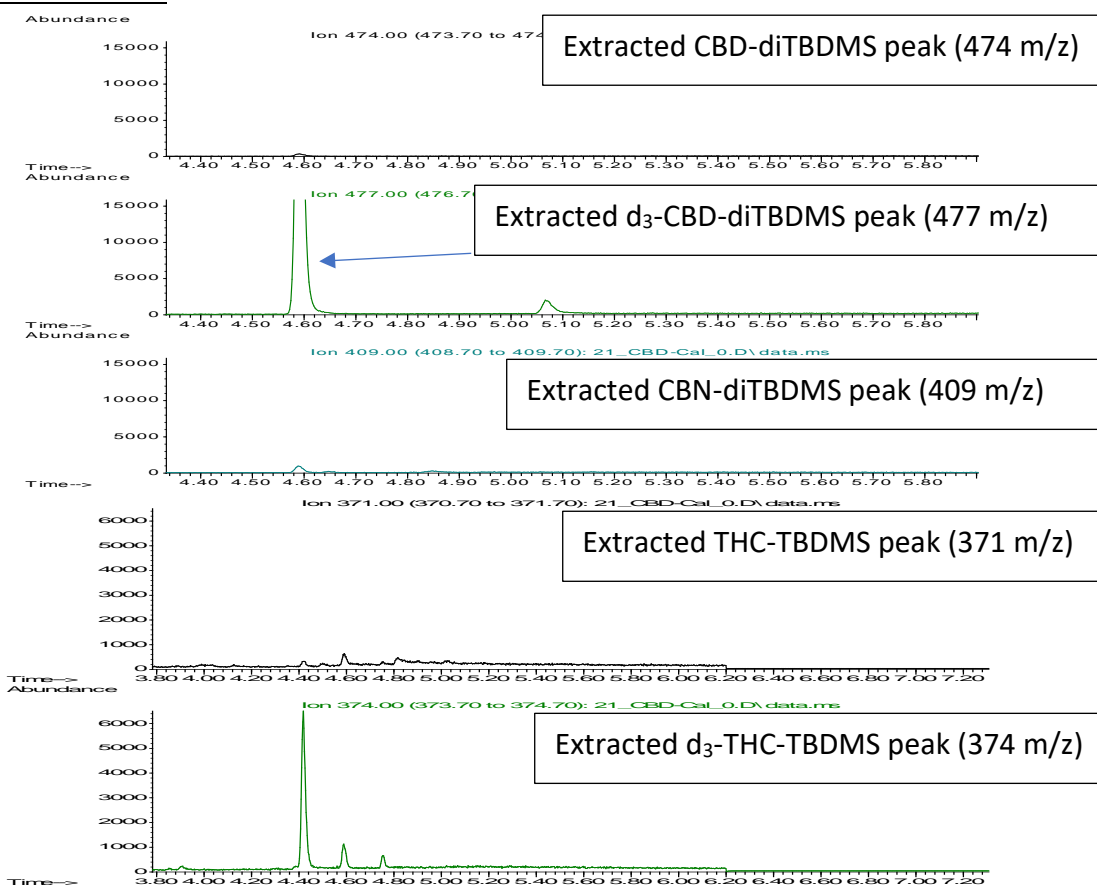 Abundance
Ion 474.00 (473.70 to 474
Extracted CBD-diTBDMS peak (474 m/z)
15000
10000
5000
0
4.40 4.50 4.60 4.70 4.80 4.90 5.00 5.10 5.20 5.30 5.40 5.50 5.60 5.70 5.80
Time-->
Abundance
Ion 477.00 (476.7
Extracted d3-CBD-diTBDMS peak (477 m/z)
15000
10000
5000
0
4.40 4.50 4.60 4.70 4.80 4.90 5.00 5.10 5.20 5.30 5.40 5.50 5.60 5.70 5.80
Time-->
Abundance
Ion 409.00 (408.70 to 409.70): 21_CBD-Cal_0.D\data.ms
Extracted CBN-diTBDMS peak (409 m/z)
15000
10000
5000
0
4.40 4.50 4.60 4.70 4.80 4.90 5.00 5.10 5.20 5.30 5.40 5.50 5.60 5.70 5.80
Time-->
Ion 371.00 (370.70 to 371.70): 21_CBD-Cal_0.D\data.ms
Extracted THC-TBDMS peak (371 m/z)
6000
5000
4000
3000
2000
1000
0
3.80 4.00 4.20 4.40 4.60 4.80 5.00 5.20 5.40 5.60 5.80 6.00 6.20 6.40 6.60 6.80 7.00 7.20
Time-->
Abundance
Ion 374.00 (373.70 to 374.70): 21_CBD-Cal_0.D\data.ms
Extracted d3-THC-TBDMS peak (374 m/z)
6000
5000
4000
3000
2000
1000
0
3.80 4.00 4.20 4.40 4.60 4.80 5.00 5.20 5.40 5.60 5.80 6.00 6.20 6.40 6.60 6.80 7.00 7.20
Time-->